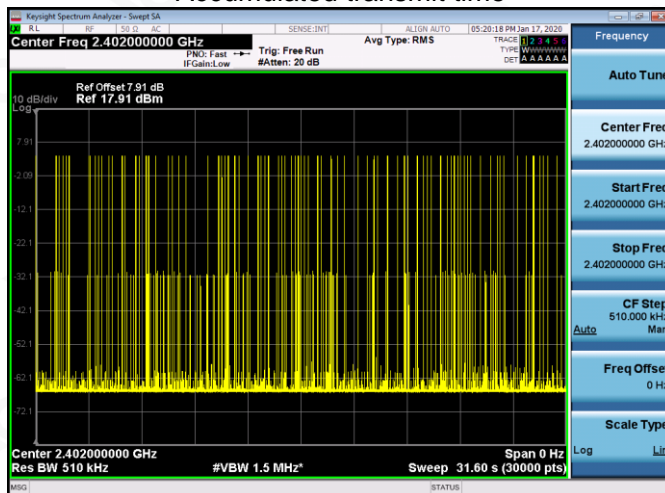 Accumulated transmit time
Keysight Spectrum Analyzer - Swept SA
RL RF 50 Ω AC SENSE:INT ALIGN AUTO 05:20:18 PM Jan 17, 2020
Center Freq 2.402000000 GHz
PNO: Fast
IFGain:Low
Trig: Free Run
#Atten: 20 dB
Avg Type: RMS
TRACE 1 2 3 4 5 6
TYPE WWWWWW
DET A A A A A A
Ref Offset 7.91 dB
10 dB/div Ref 17.91 dBm
Log
7.91
-2.09
-12.1
-22.1
-32.1
-42.1
-52.1
-62.1
-72.1
Center 2.402000000 GHz Span 0 Hz
Res BW 510 kHz #VBW 1.5 MHz* Sweep 31.60 s (30000 pts)
MSG STATUS
Frequency
Auto Tune
Center Freq
2.402000000 GHz
Start Freq
2.402000000 GHz
Stop Freq
2.402000000 GHz
CF Step
510.000 kHz
Auto Man
Freq Offset
0 Hz
Scale Type
Log Lin